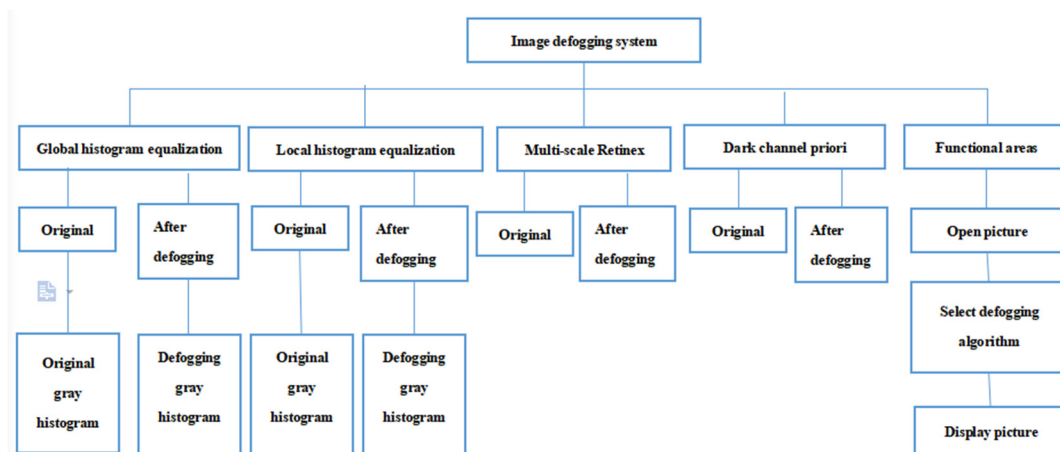 Image defogging system
Global histogram equalization
Local histogram equalization
Multi-scale Retinex
Dark channel priori
Functional areas
Original
After
defogging
Original
After
defogging
Original
After
defogging
Original
After
defogging
Open picture
Select defogging
algorithm
Original
gray
histogram
Defogging
gray
histogram
Original
gray
histogram
Defogging
gray
histogram
Display picture